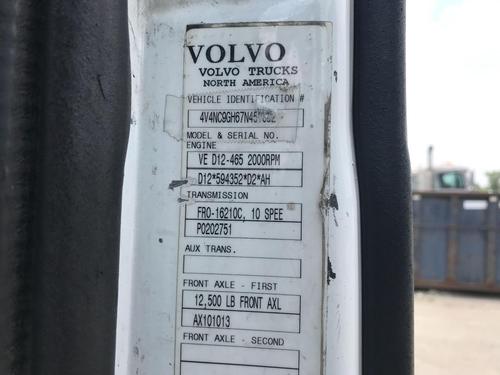 VOLVO
VOLVO TRUCKS
NORTH AMERICA
VEHICLE IDENTIFICATION #
MODEL & SERIAL NO.
ENGINE
VE D12-465 2000RPM
D12*594352*D2*AH
TRANSMISSION
FRO-16210C, 10 SPEE
P0202751
AUX TRANS.
FRONT AXLE - FIRST
12,500 LB FRONT AXL
AX101013
FRONT AXLE - SECOND